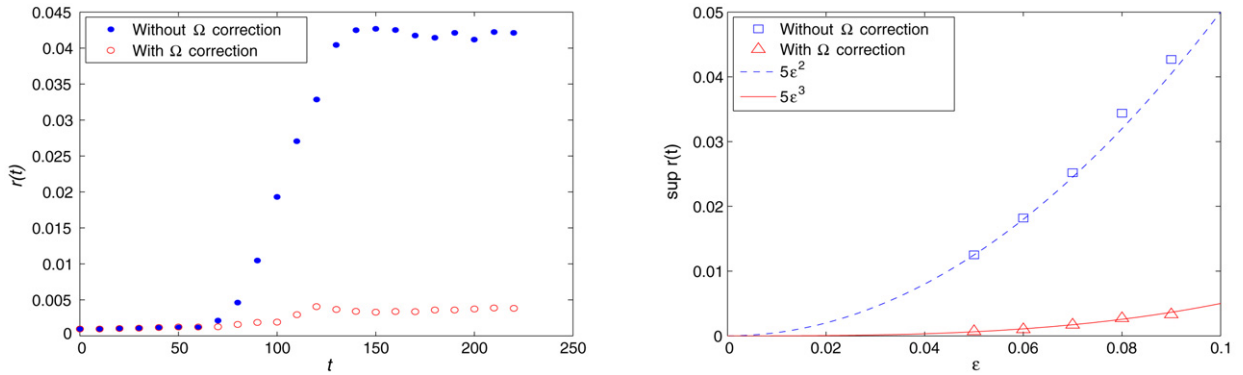 0.045
0.04
0.035
0.03
0.025
0.02
0.015
0.01
0.005
0
r(t)
Without Ω correction
With Ω correction
0
50
100
150
200
250
t
0.05
0.04
0.03
0.02
0.01
0
sup r(t)
Without Ω correction
With Ω correction
5ε²
5ε³
0
0.02
0.04
0.06
0.08
0.1
ε